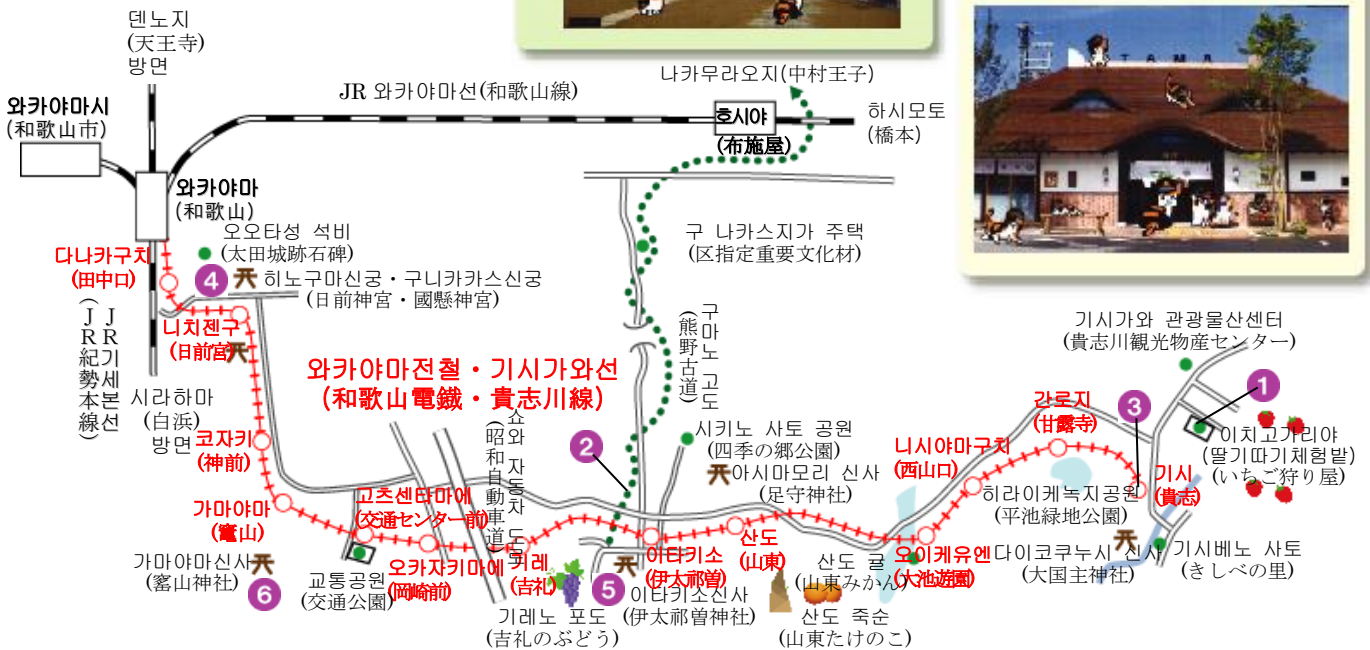 덴노지
(天王寺)
방면
와카야마시
(和歌山市)
JR 와카야마선(和歌山線)
나카무라오지(中村王子)
호시야
(布施屋)
하시모토
(橋本)
TAMA
와카야마
(和歌山)
오오타성 석비
(太田城跡石碑)
다나카구치
(田中口)
4
히노구마신궁・구니카카스신궁
(日前神宮・國懸神宮)
구 나카스지가 주택
(区指定重要文化材)
니치젠구
(日前宮)
JR기세본선
(JR紀勢本線)
시라하마
(白浜)
방면
와카야마전철・기시가와선
(和歌山電鐵・貴志川線)
구마노 고도
(熊野古道)
기시가와 관광물산센터
(貴志川観光物産センター)
1
이치고가리야
(딸기따기체험밭)
(いちご狩り屋)
3
간로지
(甘露寺)
기시
(貴志)
코자키
(神前)
쇼와 자동차 도로
(昭和自動車道)
2
시키노 사토 공원
(四季の郷公園)
아시마모리 신사
(足守神社)
니시야마구치
(西山口)
히라이케녹지공원
(平池緑地公園)
가마야마
(竈山)
고츠센타마에
(交通センター前)
가마야마신사
(竈山神社)
6
교통공원
(交通公園)
오카자키마에
(岡崎前)
기레
(吉礼)
기레노 포도
(吉礼のぶどう)
5
이타키소
(伊太祁曽)
이타키소신사
(伊太祁曽神社)
산도
(山東)
산도 귤
(山東みかん)
산도 죽순
(山東たけのこ)
오이케유엔
(大池遊園)
다이코쿠누시 신사
(大国主神社)
기시베노 사토
(きしべの里)